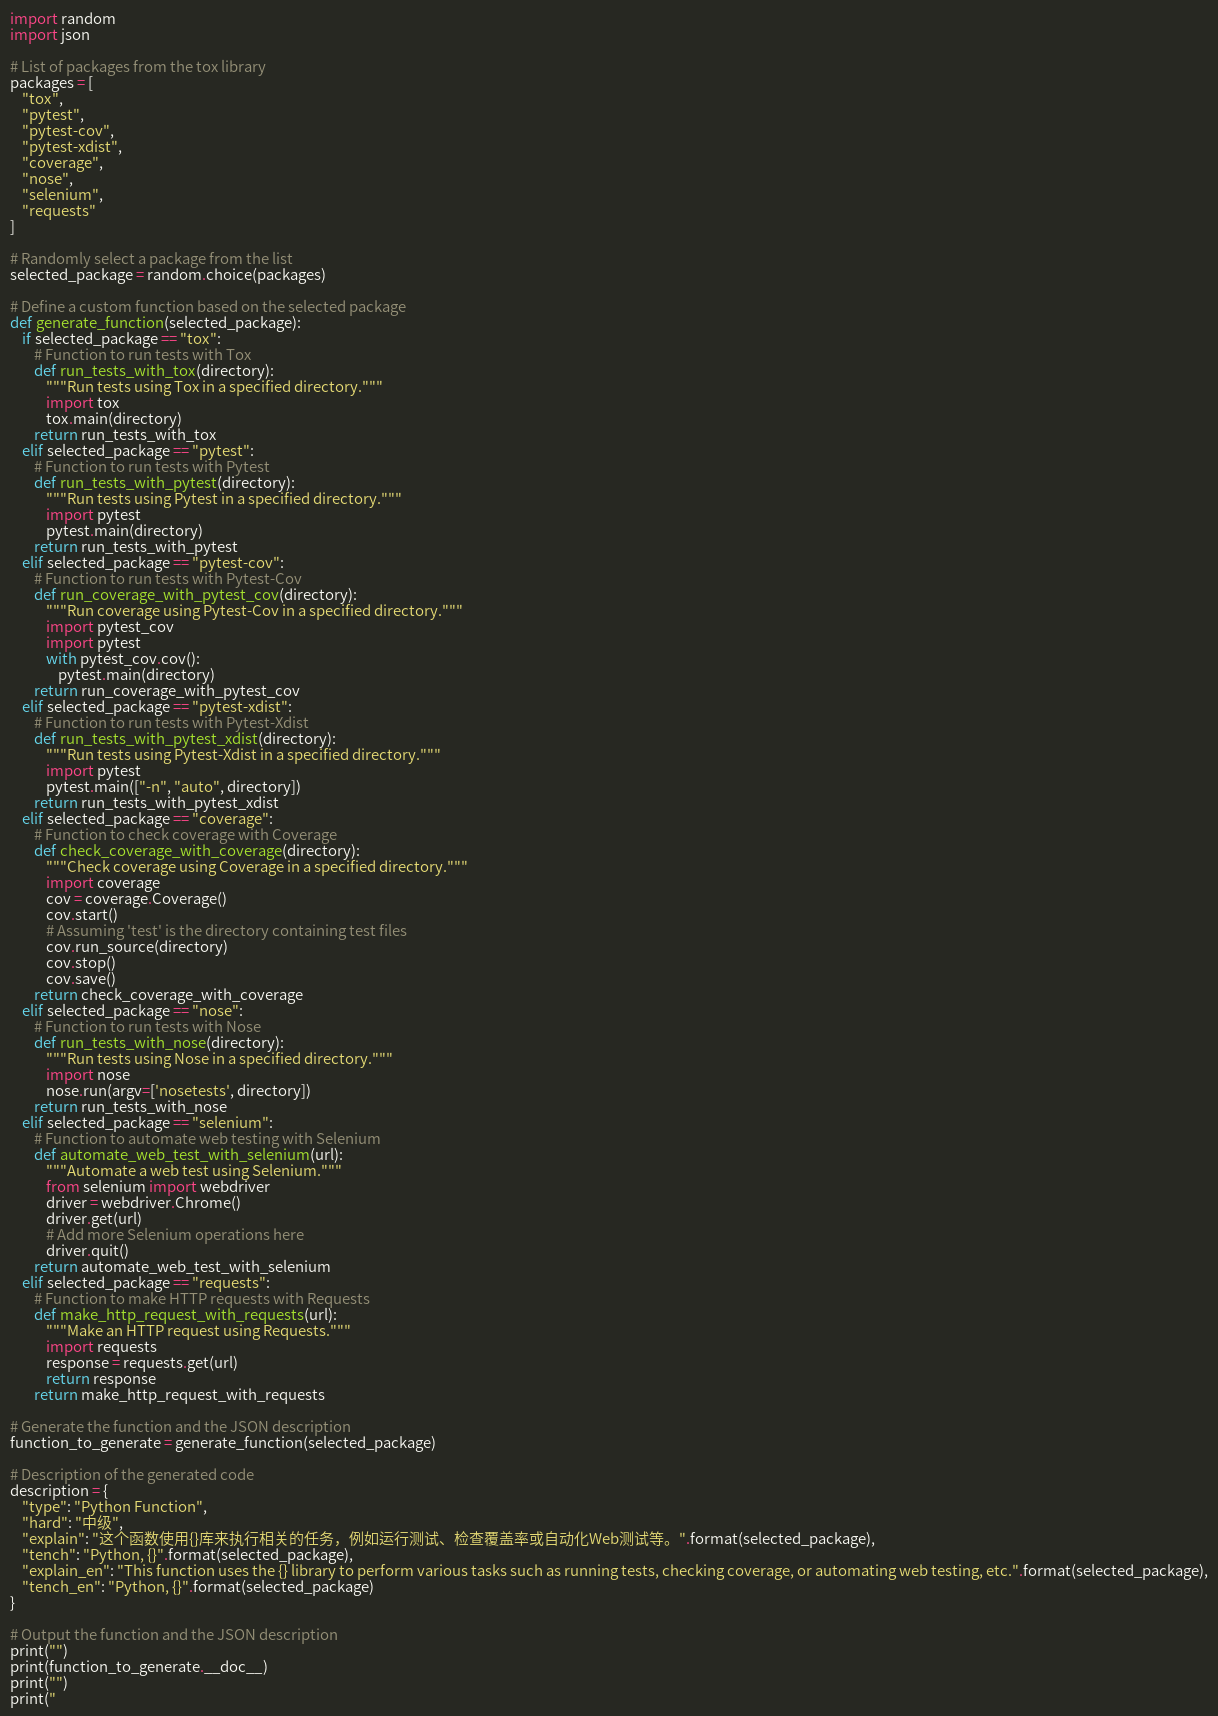 import random
import json

# List of packages from the tox library
packages = [
    "tox",
    "pytest",
    "pytest-cov",
    "pytest-xdist",
    "coverage",
    "nose",
    "selenium",
    "requests"
]

# Randomly select a package from the list
selected_package = random.choice(packages)

# Define a custom function based on the selected package
def generate_function(selected_package):
    if selected_package == "tox":
        # Function to run tests with Tox
        def run_tests_with_tox(directory):
            """Run tests using Tox in a specified directory."""
            import tox
            tox.main(directory)
        return run_tests_with_tox
    elif selected_package == "pytest":
        # Function to run tests with Pytest
        def run_tests_with_pytest(directory):
            """Run tests using Pytest in a specified directory."""
            import pytest
            pytest.main(directory)
        return run_tests_with_pytest
    elif selected_package == "pytest-cov":
        # Function to run tests with Pytest-Cov
        def run_coverage_with_pytest_cov(directory):
            """Run coverage using Pytest-Cov in a specified directory."""
            import pytest_cov
            import pytest
            with pytest_cov.cov():
                pytest.main(directory)
        return run_coverage_with_pytest_cov
    elif selected_package == "pytest-xdist":
        # Function to run tests with Pytest-Xdist
        def run_tests_with_pytest_xdist(directory):
            """Run tests using Pytest-Xdist in a specified directory."""
            import pytest
            pytest.main(["-n", "auto", directory])
        return run_tests_with_pytest_xdist
    elif selected_package == "coverage":
        # Function to check coverage with Coverage
        def check_coverage_with_coverage(directory):
            """Check coverage using Coverage in a specified directory."""
            import coverage
            cov = coverage.Coverage()
            cov.start()
            # Assuming 'test' is the directory containing test files
            cov.run_source(directory)
            cov.stop()
            cov.save()
        return check_coverage_with_coverage
    elif selected_package == "nose":
        # Function to run tests with Nose
        def run_tests_with_nose(directory):
            """Run tests using Nose in a specified directory."""
            import nose
            nose.run(argv=['nosetests', directory])
        return run_tests_with_nose
    elif selected_package == "selenium":
        # Function to automate web testing with Selenium
        def automate_web_test_with_selenium(url):
            """Automate a web test using Selenium."""
            from selenium import webdriver
            driver = webdriver.Chrome()
            driver.get(url)
            # Add more Selenium operations here
            driver.quit()
        return automate_web_test_with_selenium
    elif selected_package == "requests":
        # Function to make HTTP requests with Requests
        def make_http_request_with_requests(url):
            """Make an HTTP request using Requests."""
            import requests
            response = requests.get(url)
            return response
        return make_http_request_with_requests

# Generate the function and the JSON description
function_to_generate = generate_function(selected_package)

# Description of the generated code
description = {
    "type": "Python Function",
    "hard": "中级",
    "explain": "这个函数使用{}库来执行相关的任务，例如运行测试、检查覆盖率或自动化Web测试等。".format(selected_package),
    "tench": "Python, {}".format(selected_package),
    "explain_en": "This function uses the {} library to perform various tasks such as running tests, checking coverage, or automating web testing, etc.".format(selected_package),
    "tench_en": "Python, {}".format(selected_package)
}

# Output the function and the JSON description
print("")
print(function_to_generate.__doc__)
print("")
print("